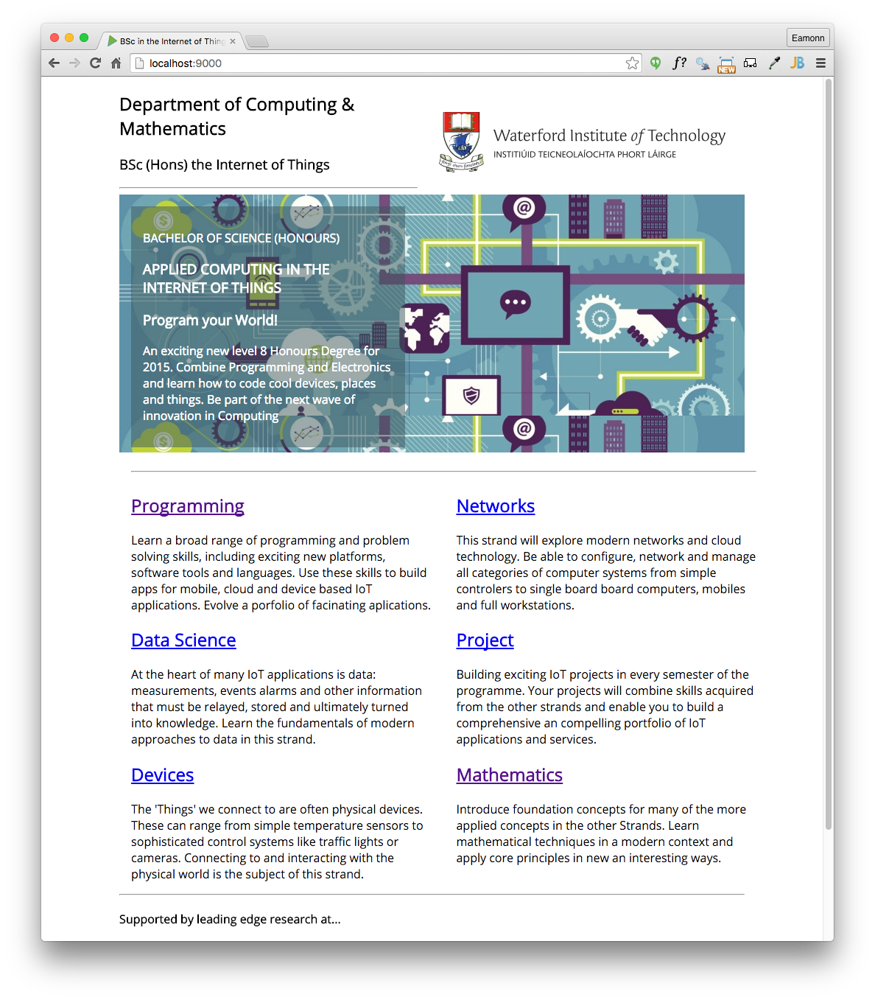 BSc in the Internet of Thin
Eamonn
localhost:9000
f?
NEW
JB
Department of Computing &
Mathematics
BSc (Hons) the Internet of Things
Waterford Institute of Technology
INSTITIÚID TEICNEOLAÍOCHTA PHORT LÁIRGE
BACHELOR OF SCIENCE (HONOURS)
APPLIED COMPUTING IN THE
INTERNET OF THINGS
Program your World!
An exciting new level 8 Honours Degree for
2015. Combine Programming and Electronics
and learn how to code cool devices, places
and things. Be part of the next wave of
innovation in Computing
Programming
Learn a broad range of programming and problem
solving skills, including exciting new platforms,
software tools and languages. Use these skills to build
apps for mobile, cloud and device based IoT
applications. Evolve a porfolio of facinating aplications.
Networks
This strand will explore modern networks and cloud
technology. Be able to configure, network and manage
all categories of computer systems from simple
controlers to single board board computers, mobiles
and full workstations.
Data Science
At the heart of many IoT applications is data:
measurements, events alarms and other information
that must be relayed, stored and ultimately turned
into knowledge. Learn the fundamentals of modern
approaches to data in this strand.
Project
Building exciting IoT projects in every semester of the
programme. Your projects will combine skills acquired
from the other strands and enable you to build a
comprehensive an compelling portfolio of IoT
applications and services.
Devices
The 'Things' we connect to are often physical devices.
These can range from simple temperature sensors to
sophisticated control systems like traffic lights or
cameras. Connecting to and interacting with the
physical world is the subject of this strand.
Mathematics
Introduce foundation concepts for many of the more
applied concepts in the other Strands. Learn
mathematical techniques in a modern context and
apply core principles in new an interesting ways.
Supported by leading edge research at...